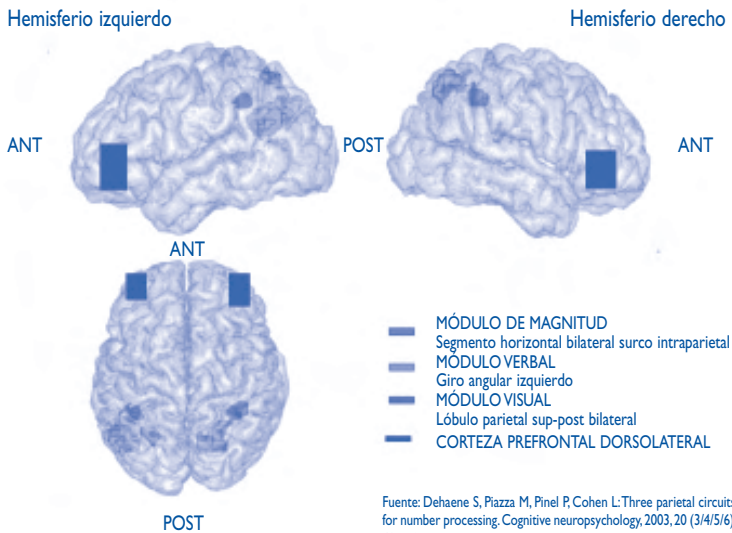 Hemisferio izquierdo
Hemisferio derecho
ANT
POST
ANT
ANT
POST
MÓDULO DE MAGNITUD
Segmento horizontal bilateral surco intraparietal
MÓDULO VERBAL
Giro angular izquierdo
MÓDULO VISUAL
Lóbulo parietal sup-post bilateral
CORTEZA PREFRONTAL DORSOLATERAL
Fuente: Dehaene S, Piazza M, Pinel P, Cohen L: Three parietal circuits
for number processing. Cognitive neuropsychology, 2003, 20 (3/4/5/6)